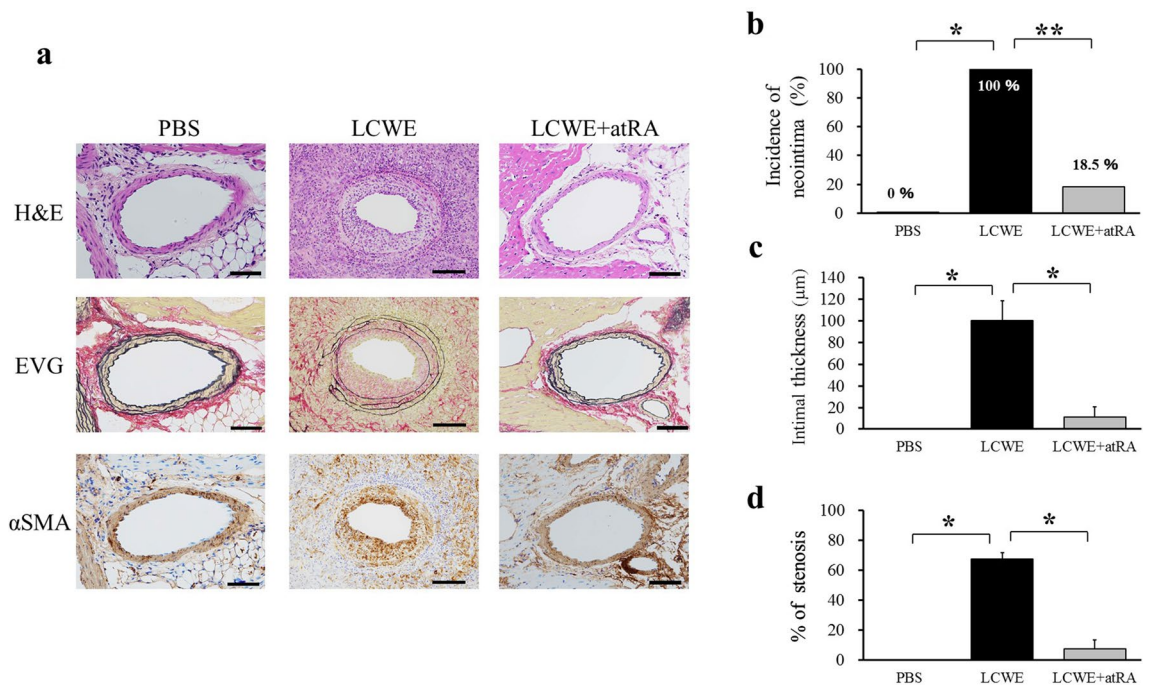 a
PBS
LCWE
LCWE+atRA
H&E
EVG
αSMA
b
*
**
Incidence of
neointima (%)
100
80
60
40
20
0
0 %
100 %
18.5 %
PBS
LCWE
LCWE+atRA
c
*
*
Intimal thickness (μm)
140
120
100
80
60
40
20
0
PBS
LCWE
LCWE+atRA
d
*
*
% of stenosis
100
80
60
40
20
0
PBS
LCWE
LCWE+atRA